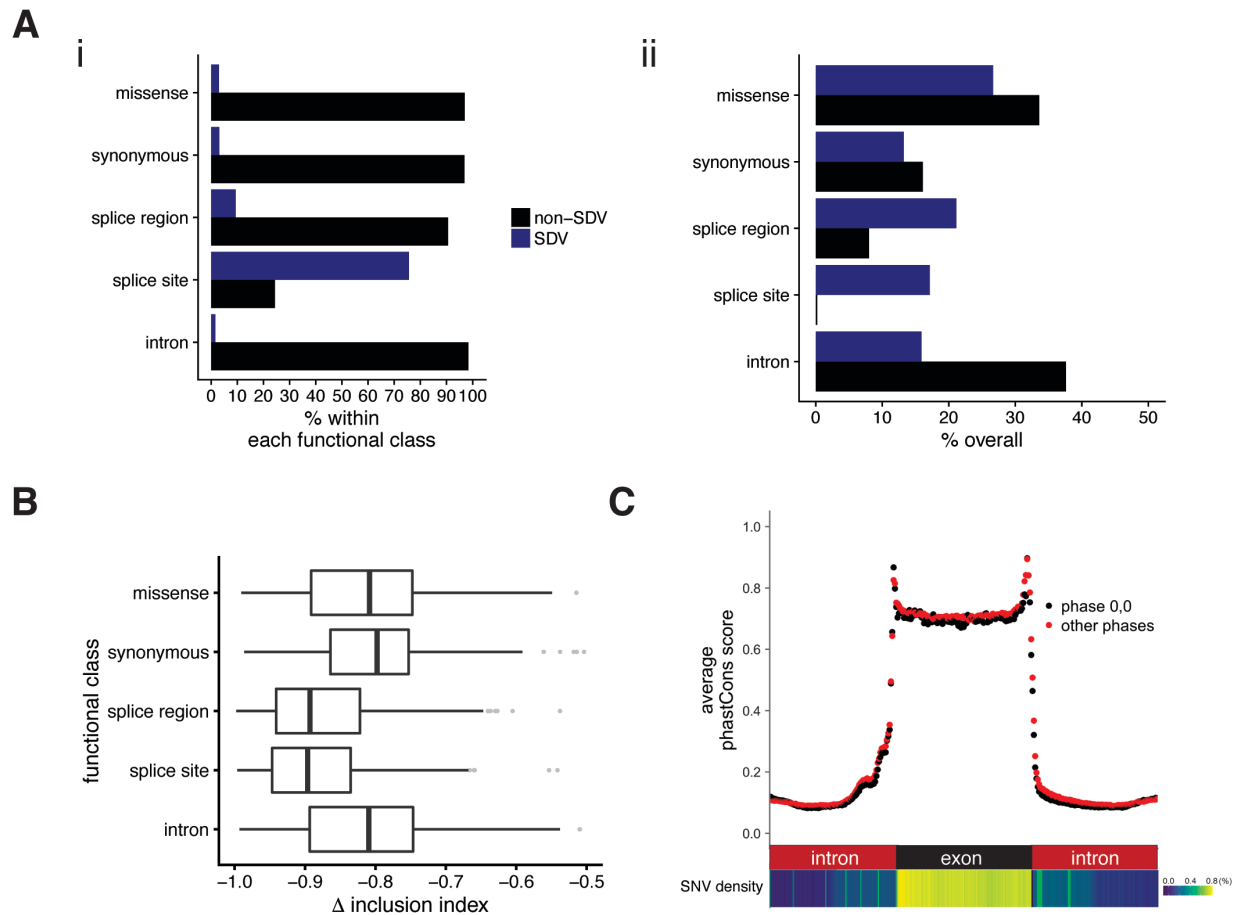 A
i
missense
synonymous
splice region
splice site
intron
0 10 20 30 40 50 60 70 80 90 100
% within
each functional class
non−SDV
SDV
ii
missense
synonymous
splice region
splice site
intron
0 10 20 30 40 50
% overall
B
functional class
missense
synonymous
splice region
splice site
intron
−1.0 −0.9 −0.8 −0.7 −0.6 −0.5
Δ inclusion index
C
average
phastCons score
1.0
0.8
0.6
0.4
0.2
0.0
phase 0,0
other phases
intron exon intron
SNV density
0.0 0.4 0.8 (%)